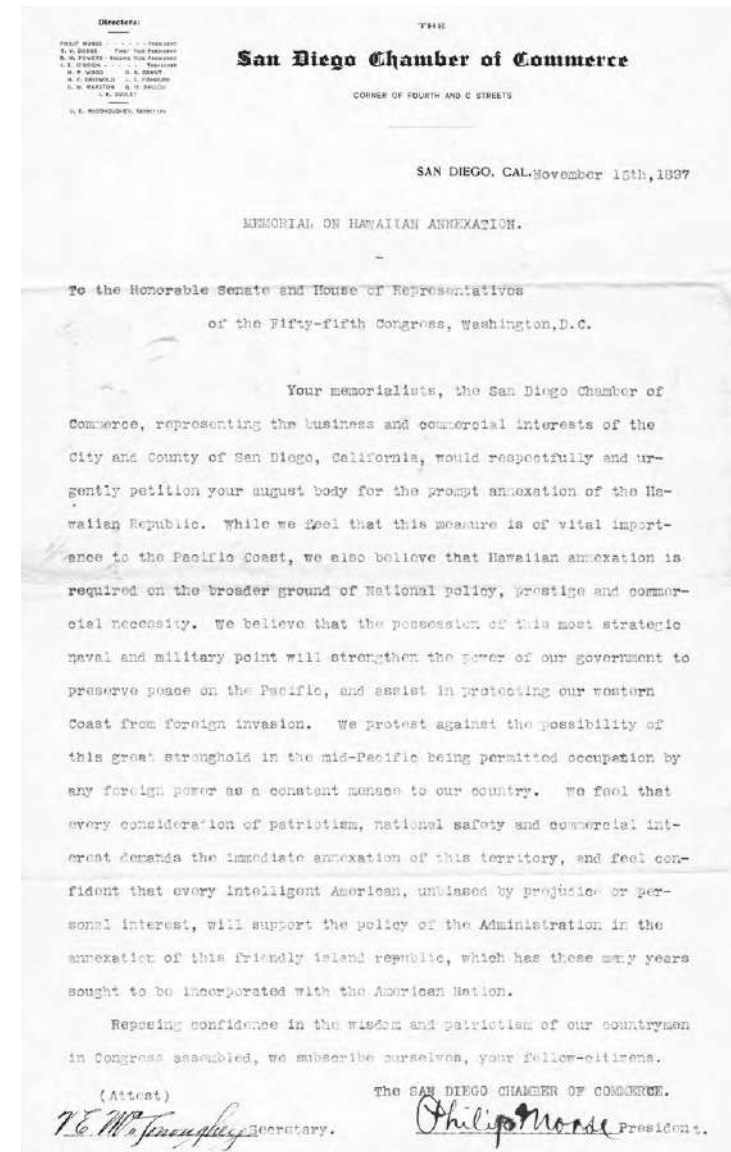 Directors:
PHILIP MORSE - - - - - - PRESIDENT
THE
San Diego Chamber of Commerce
CORNER OF FOURTH AND C STREETS
SAN DIEGO, CAL. November 15th, 1897
MEMORIAL ON HAWAIIAN ANNEXATION.
To the Honorable Senate and House of Representatives
of the Fifty-fifth Congress, Washington, D.C.
Your memorialists, the San Diego Chamber of
Commerce, representing the business and commercial interests of the
City and County of San Diego, California, would respectfully and ur-
gently petition your august body for the prompt annexation of the Ha-
waiian Republic. While we feel that this measure is of vital import-
ance to the Pacific Coast, we also believe that Hawaiian annexation is
required on the broader ground of National policy, prestige and commer-
cial necessity. We believe that the possession of this most strategic
naval and military point will strengthen the power of our government to
preserve peace on the Pacific, and assist in protecting our western
Coast from foreign invasion. We protest against the possibility of
this great stronghold in the mid-Pacific being permitted occupation by
any foreign power as a constant menace to our country. We feel that
every consideration of patriotism, national safety and commercial int-
erest demands the immediate annexation of this territory, and feel con-
fident that every intelligent American, unbiased by prejudice or per-
sonal interest, will support the policy of the Administration in the
annexation of this friendly island republic, which has these many years
sought to be incorporated with the American Nation.
Reposing confidence in the wisdom and patriotism of our countrymen
in Congress assembled, we subscribe ourselves, your fellow-citizens.
(Attest) The SAN DIEGO CHAMBER OF COMMERCE.
Secretary. Philip Morse President.